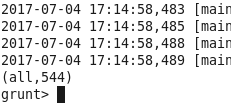 2017-07-04 17:14:58,483 [main
2017-07-04 17:14:58,485 [main
2017-07-04 17:14:58,488 [main
2017-07-04 17:14:58,489 [main
(all,544)
grunt>